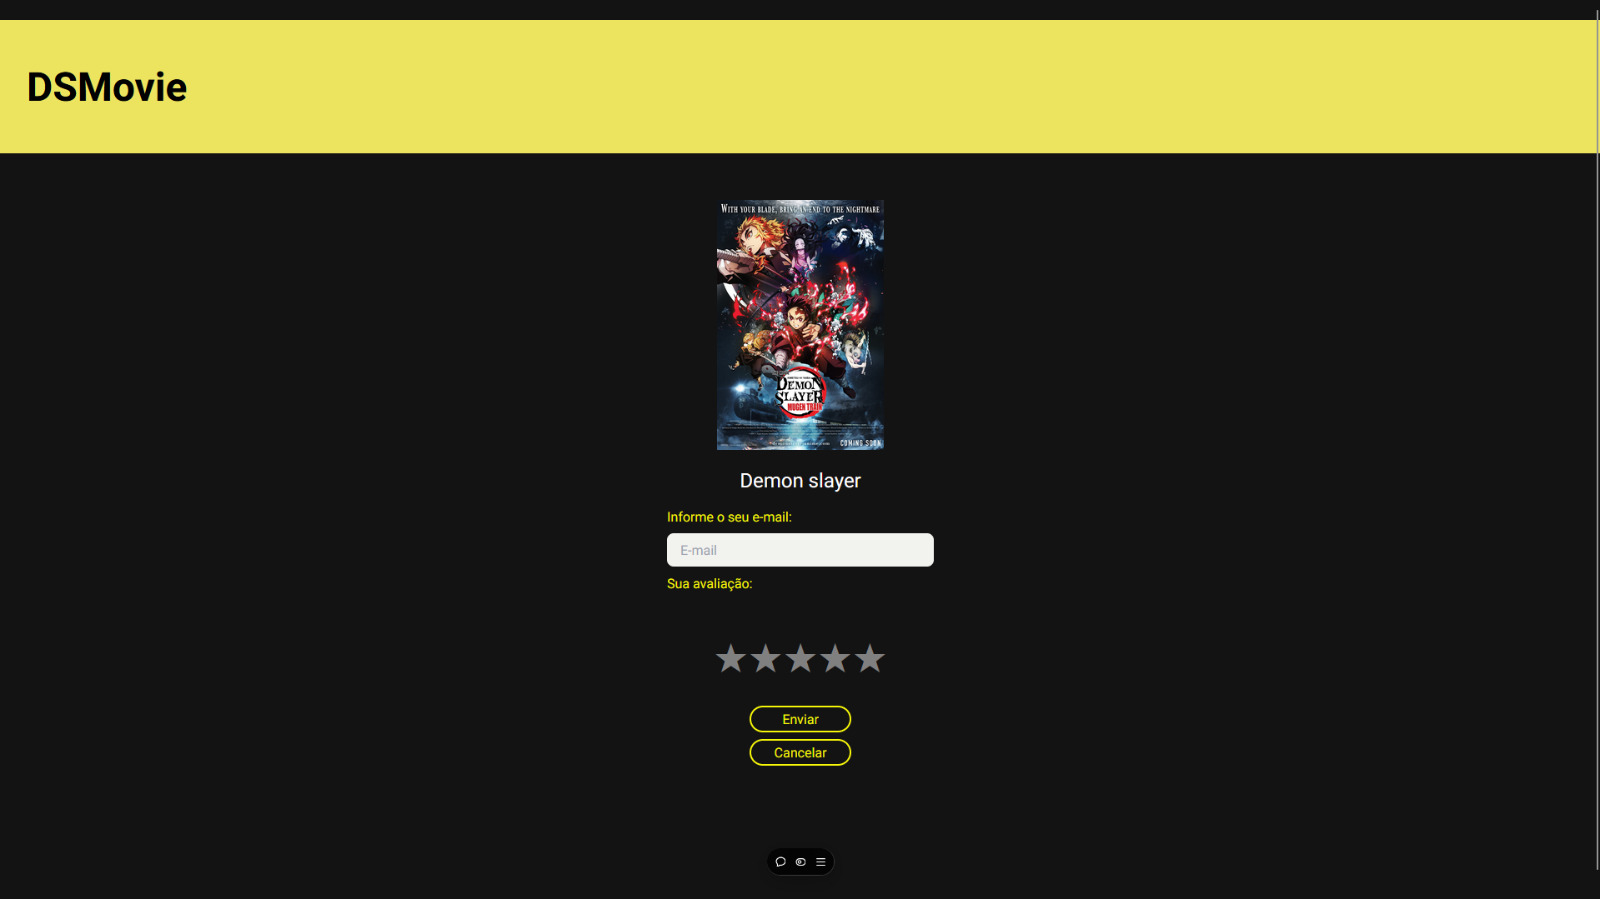 DSMovie
WITH YOUR BLADE, BRING AN END TO THE NIGHTMARE
DEMON
SLAYER
MUGEN TRAIN
COMING SOON
Demon slayer
Informe o seu e-mail:
E-mail
Sua avaliação:
Enviar
Cancelar